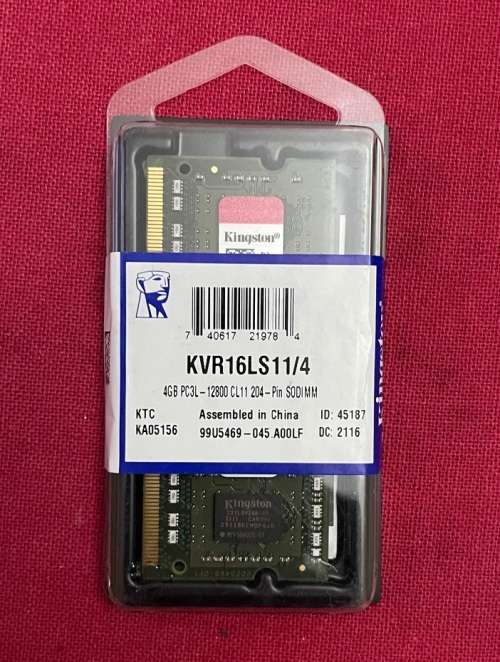 Kingston®
7 40617 21978 4
KVR16LS11/4
4GB PC3L-12800 CL11 204-Pin SODIMM
KTC Assembled in China ID: 45187
KA05156 99U5469-045.A00LF DC: 2116
Kingston